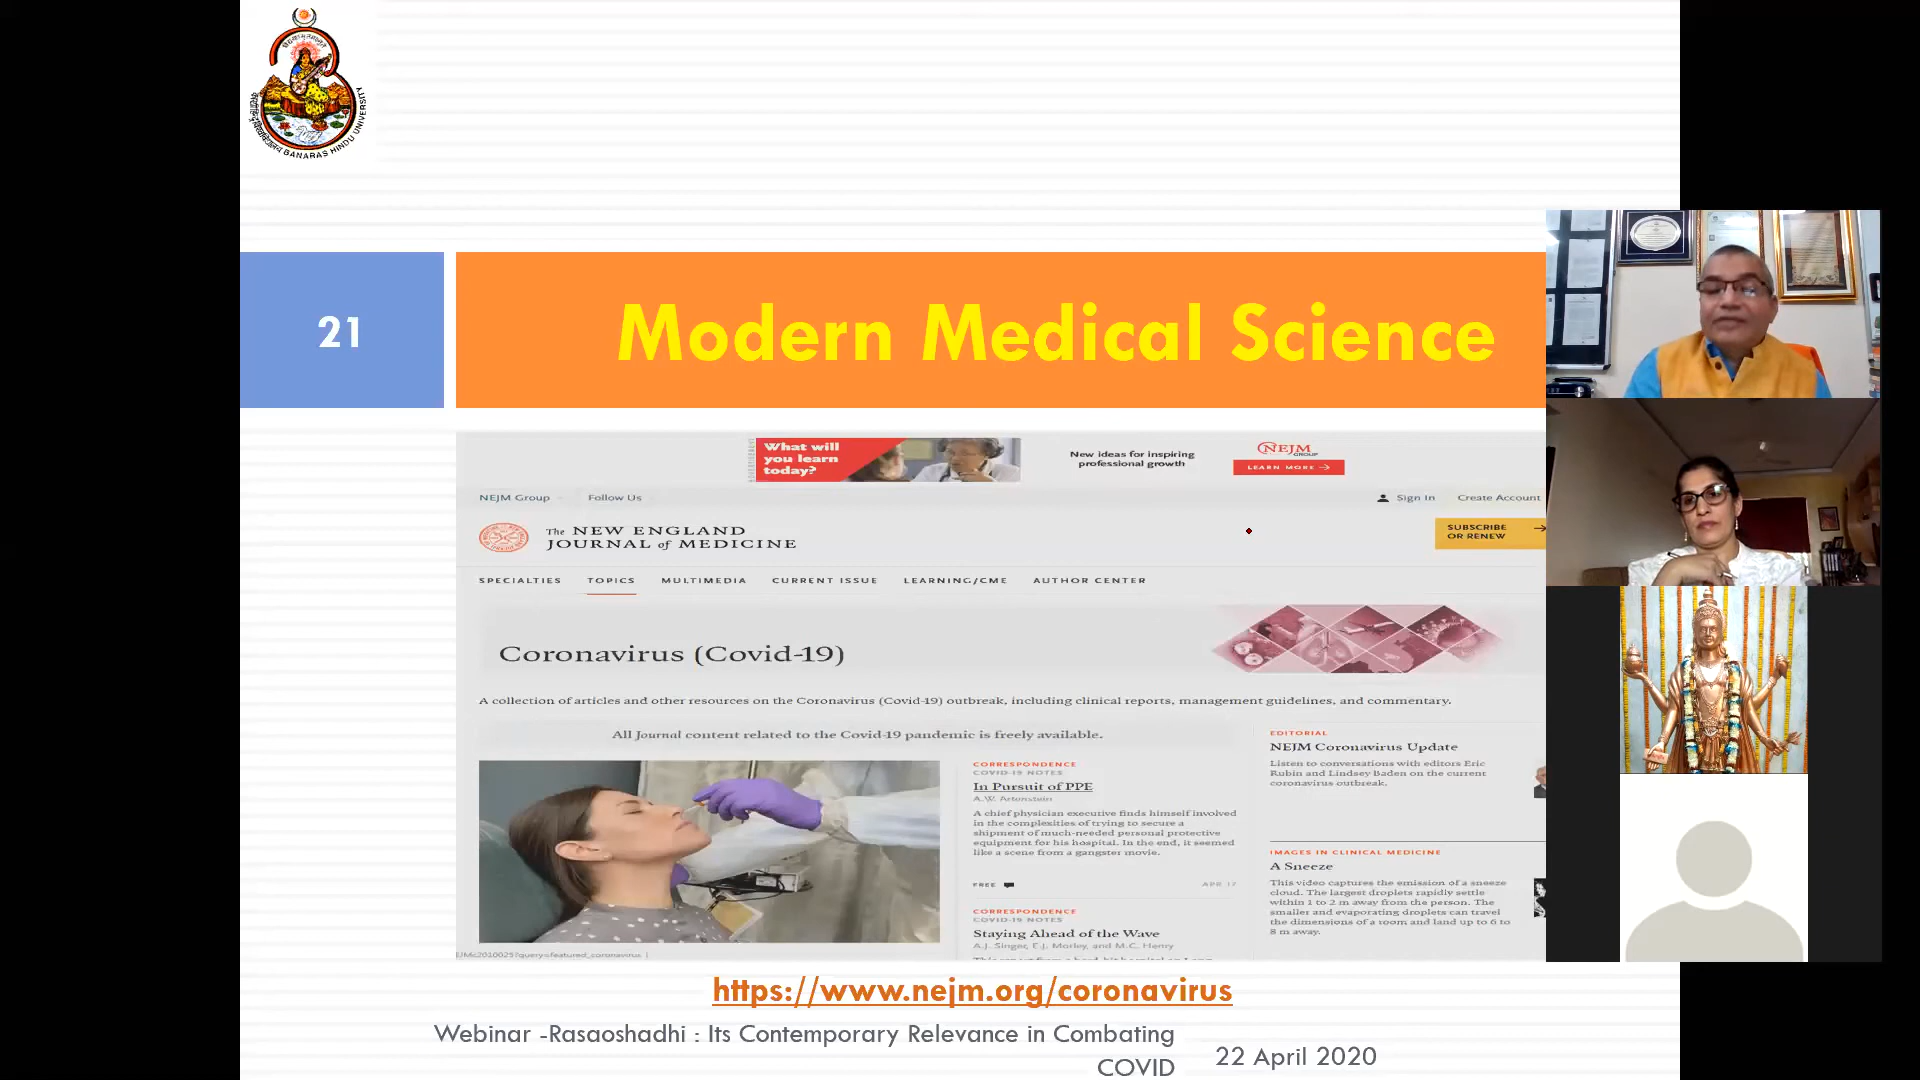 BANARAS HINDU UNIVERSITY
21
Modern Medical Science
What will
you learn
today?
New ideas for inspiring
professional growth
NEJM
GROUP
LEARN MORE →
NEJM Group
Follow Us
Sign In
Create Account
The NEW ENGLAND
JOURNAL of MEDICINE
SUBSCRIBE
OR RENEW →
SPECIALTIES TOPICS MULTIMEDIA CURRENT ISSUE LEARNING/CME AUTHOR CENTER
Coronavirus (Covid-19)
A collection of articles and other resources on the Coronavirus (Covid-19) outbreak, including clinical reports, management guidelines, and commentary.
All Journal content related to the Covid-19 pandemic is freely available.
CORRESPONDENCE
COVID-19 NOTES
In Pursuit of PPE
A.W. Artenstein
A chief physician executive finds himself involved
in the complexities of trying to secure a
shipment of much-needed personal protective
equipment for his hospital. In the end, it seemed
like a scene from a gangster movie.
FREE
APR 17
CORRESPONDENCE
COVID-19 NOTES
Staying Ahead of the Wave
A.J. Singer, E.J. Morley, and M.C. Henry
EDITORIAL
NEJM Coronavirus Update
Listen to conversations with editors Eric
Rubin and Lindsey Baden on the current
coronavirus outbreak.
IMAGES IN CLINICAL MEDICINE
A Sneeze
This video captures the emission of a sneeze
cloud. The largest droplets rapidly settle
within 1 to 2 m away from the person. The
smaller and evaporating droplets can travel
the dimensions of a room and land up to 6 to
8 m away.
EJMc2010025?query=featured_coronavirus
https://www.nejm.org/coronavirus
Webinar -Rasaoshadhi : Its Contemporary Relevance in Combating
COVID
22 April 2020